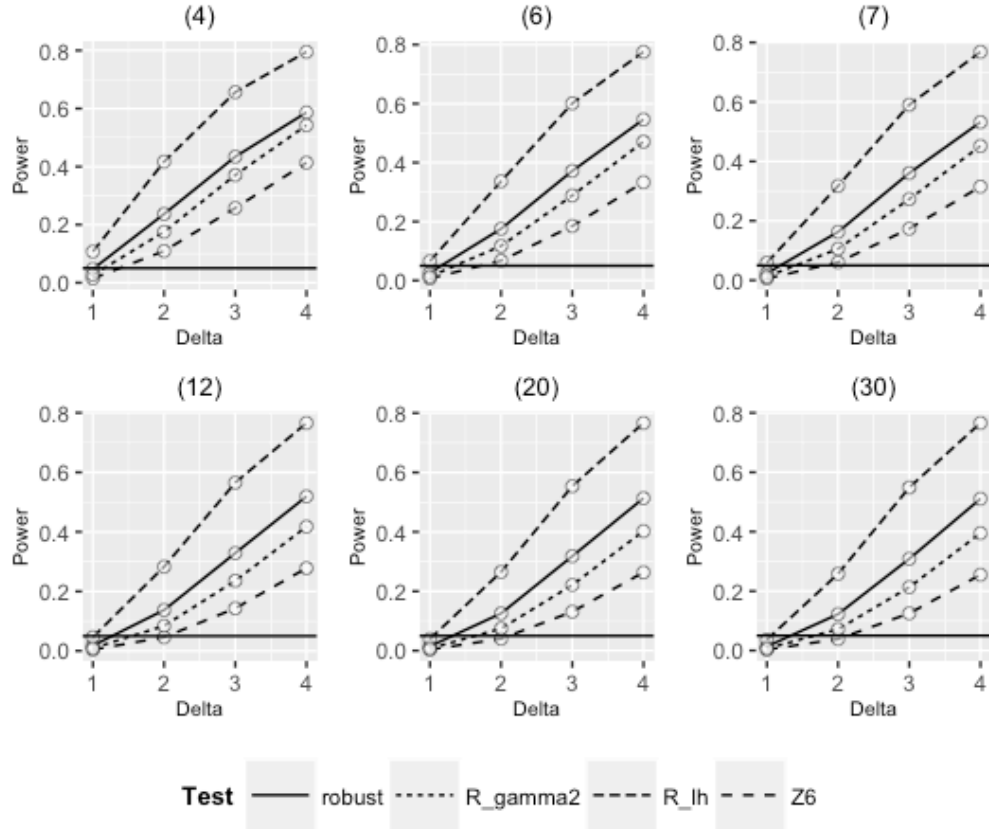 (4) (6) (7)
0.8 0.8 0.8
0.6 0.6 0.6
Power Power Power
0.4 0.4 0.4
0.2 0.2 0.2
0.0 0.0 0.0
1 2 3 4 1 2 3 4 1 2 3 4
Delta Delta Delta
(12) (20) (30)
0.8 0.8 0.8
0.6 0.6 0.6
Power Power Power
0.4 0.4 0.4
0.2 0.2 0.2
0.0 0.0 0.0
1 2 3 4 1 2 3 4 1 2 3 4
Delta Delta Delta
Test robust R_gamma2 R_lh Z6